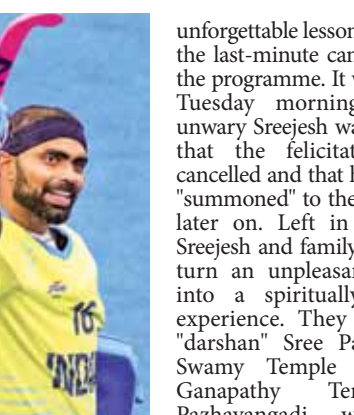 16
INDIA
unforgettable lesson
the last-minute can
the programme. It
Tuesday morning
unwary Sreejesh wa
that the felicitat
cancelled and that
"summoned" to the
later on. Left in
Sreejesh and family
turn an unpleasan
into a spiritually
experience. They
"darshan" Sree Pa
Swamy Temple
Ganapathy Te
Pazhavangadi